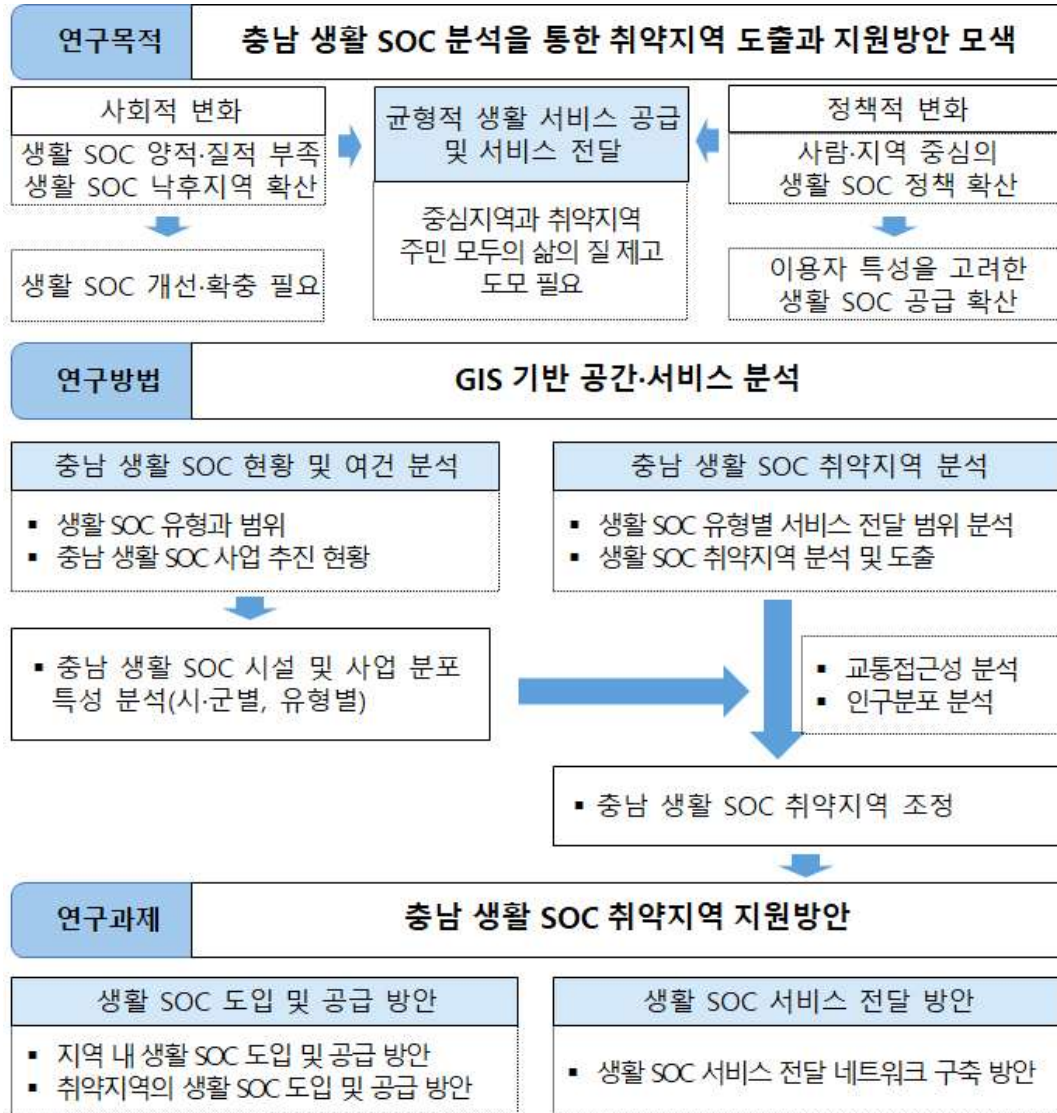 연구목적
충남 생활 SOC 분석을 통한 취약지역 도출과 지원방안 모색
사회적 변화
생활 SOC 양적·질적 부족
생활 SOC 낙후지역 확산
생활 SOC 개선·확충 필요
균형적 생활 서비스 공급
및 서비스 전달
중심지역과 취약지역
주민 모두의 삶의 질 제고
도모 필요
정책적 변화
사람·지역 중심의
생활 SOC 정책 확산
이용자 특성을 고려한
생활 SOC 공급 확산
연구방법
GIS 기반 공간·서비스 분석
충남 생활 SOC 현황 및 여건 분석
▪ 생활 SOC 유형과 범위
▪ 충남 생활 SOC 사업 추진 현황
▪ 충남 생활 SOC 시설 및 사업 분포
특성 분석(시·군별, 유형별)
충남 생활 SOC 취약지역 분석
▪ 생활 SOC 유형별 서비스 전달 범위 분석
▪ 생활 SOC 취약지역 분석 및 도출
▪ 교통접근성 분석
▪ 인구분포 분석
▪ 충남 생활 SOC 취약지역 조정
연구과제
충남 생활 SOC 취약지역 지원방안
생활 SOC 도입 및 공급 방안
▪ 지역 내 생활 SOC 도입 및 공급 방안
▪ 취약지역의 생활 SOC 도입 및 공급 방안
생활 SOC 서비스 전달 방안
▪ 생활 SOC 서비스 전달 네트워크 구축 방안